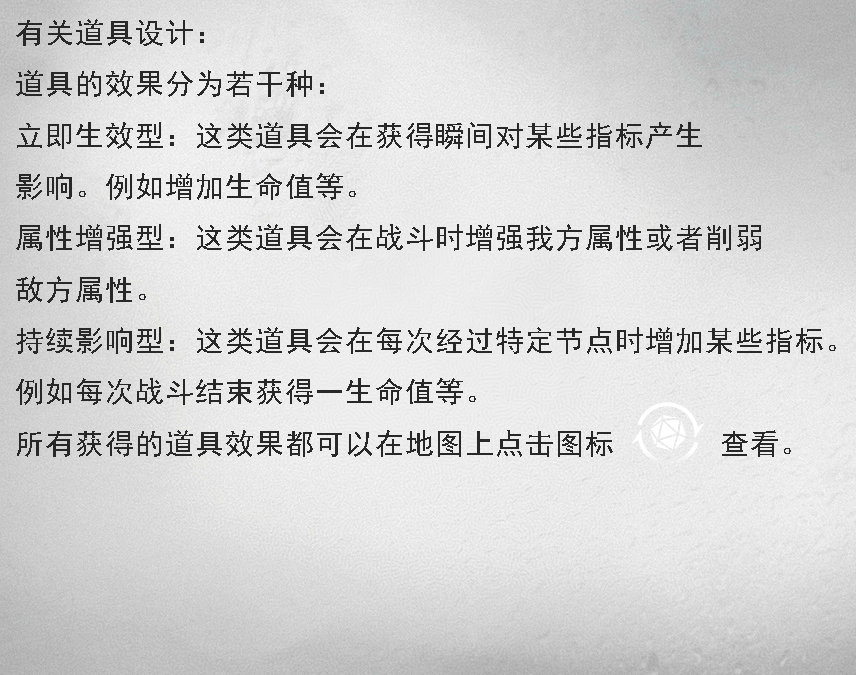 有关道具设计：
道具的效果分为若干种：
立即生效型：这类道具会在获得瞬间对某些指标产生
影响。例如增加生命值等。
属性增强型：这类道具会在战斗时增强我方属性或者削弱
敌方属性。
持续影响型：这类道具会在每次经过特定节点时增加某些指标。
例如每次战斗结束获得一生命值等。
所有获得的道具效果都可以在地图上点击图标 查看。